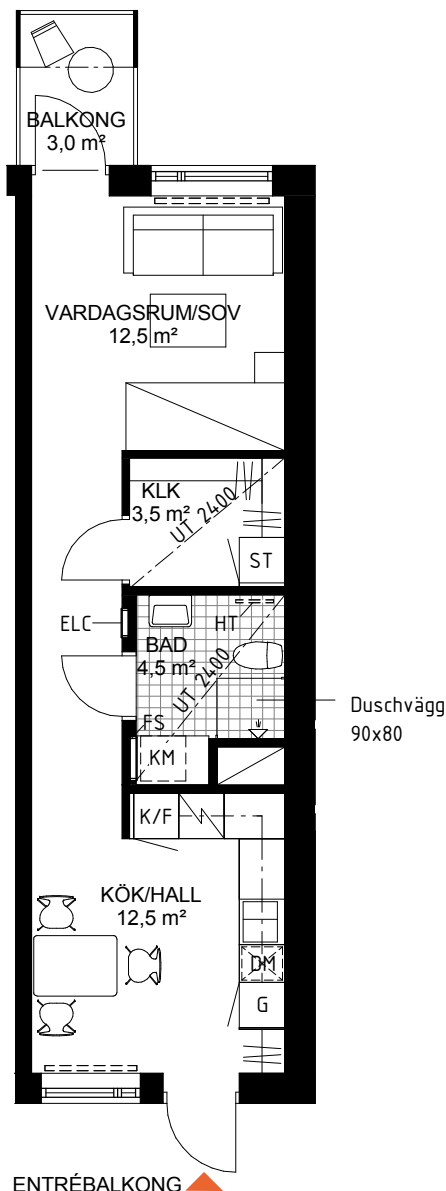 BALKONG
3,0 m²
VARDAGSRUM/SOV
12,5 m²
KLK
3,5 m²
UT 2400
ST
ELC
HT
BAD
4,5 m²
UT 2400
Duschvägg
90x80
FS
KM
K/F
KÖK/HALL
12,5 m²
DM
G
ENTRÉBALKONG